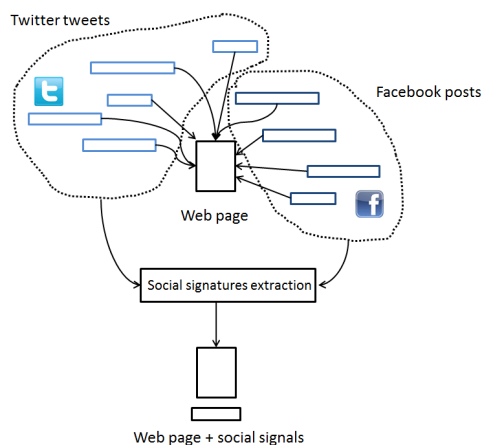 Twitter tweets
t
Facebook posts
f
Web page
Social signatures extraction
Web page + social signals